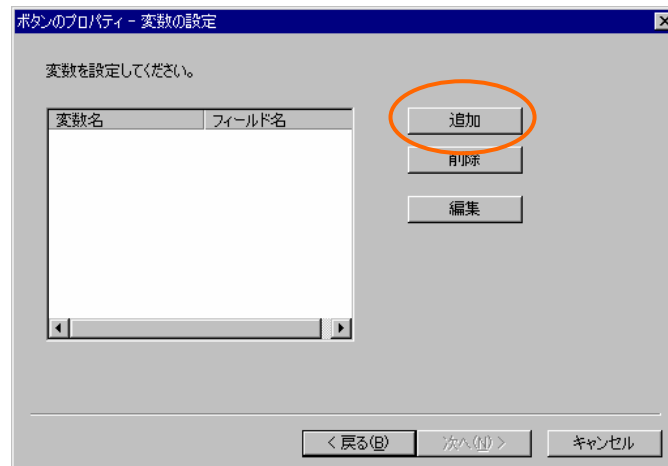 ボタンのプロパティ - 変数の設定
変数を設定してください。
変数名 フィールド名
追加
削除
編集
< 戻る(B) 次へ(N) > キャンセル